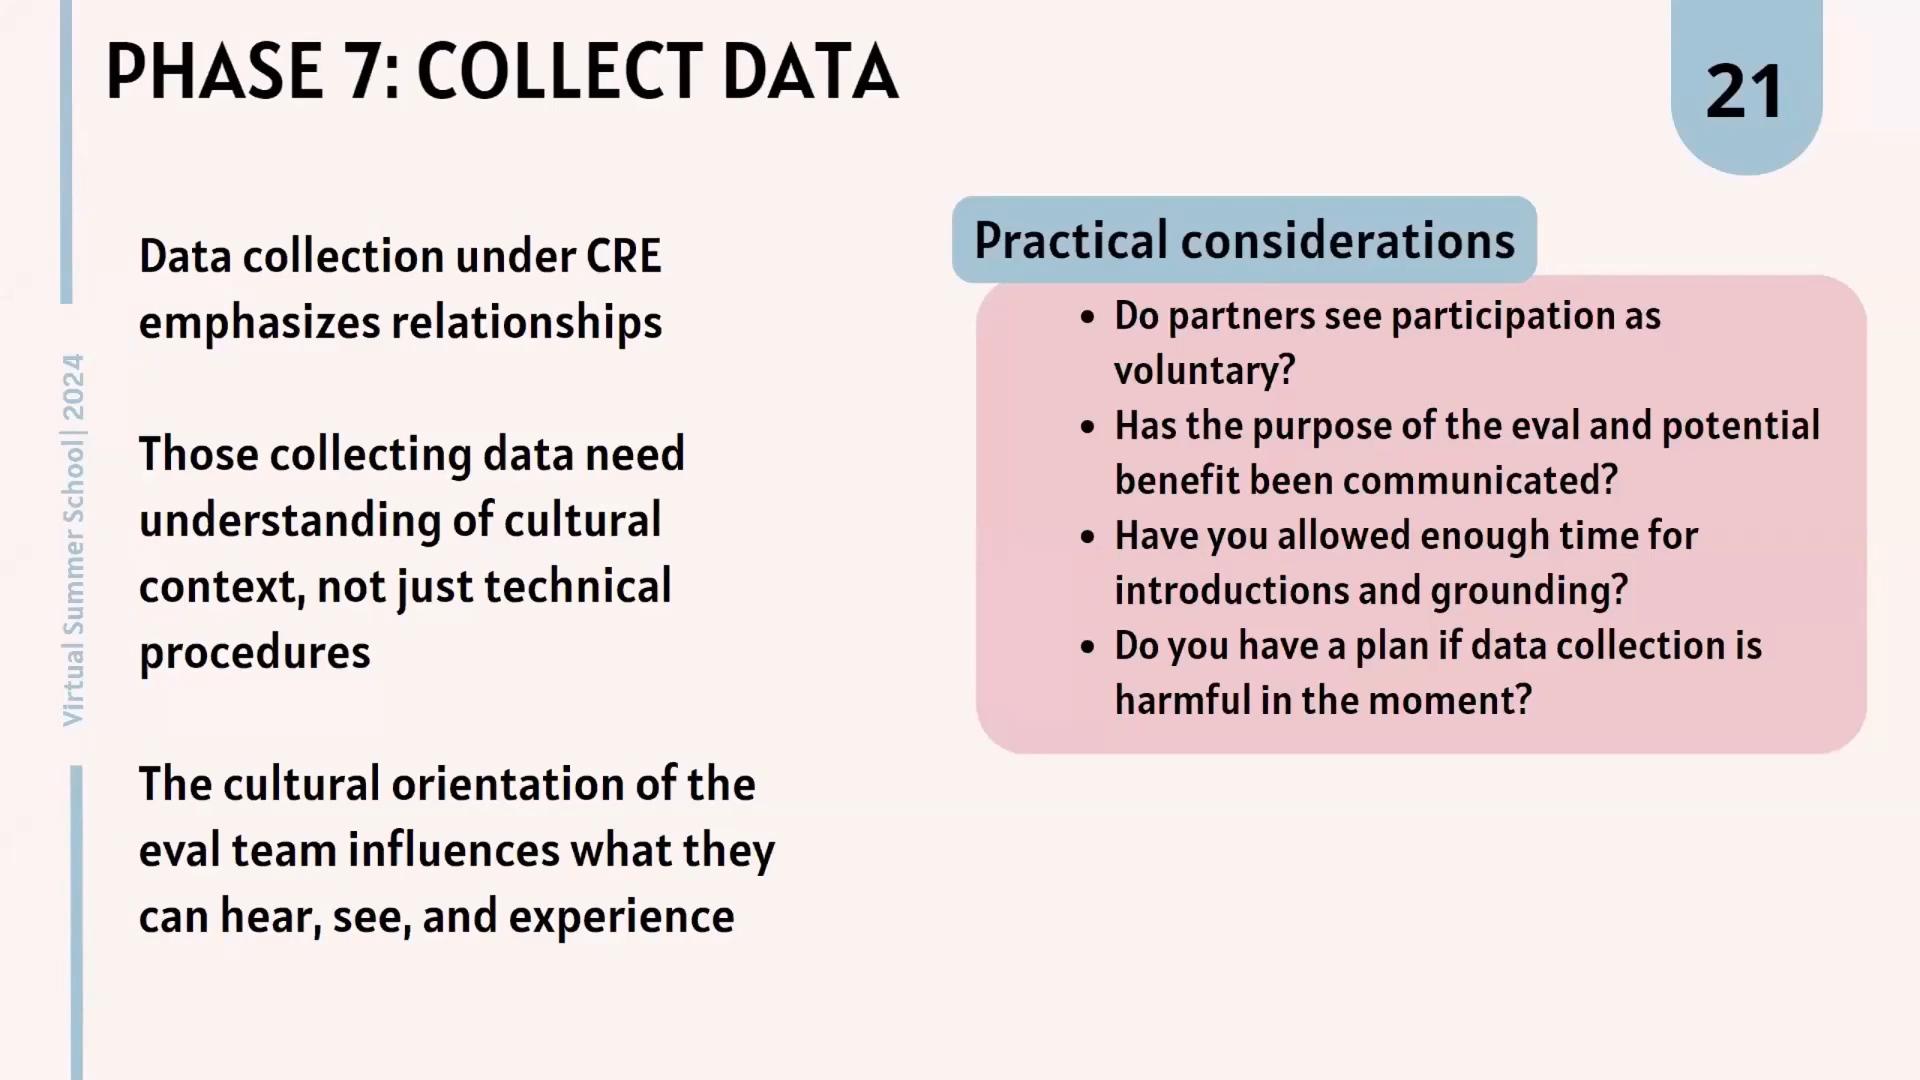 PHASE 7: COLLECT DATA
21
Data collection under CRE
emphasizes relationships
Those collecting data need
understanding of cultural
context, not just technical
procedures
The cultural orientation of the
eval team influences what they
can hear, see, and experience
Practical considerations
• Do partners see participation as
voluntary?
• Has the purpose of the eval and potential
benefit been communicated?
• Have you allowed enough time for
introductions and grounding?
• Do you have a plan if data collection is
harmful in the moment?
Virtual Summer School| 2024